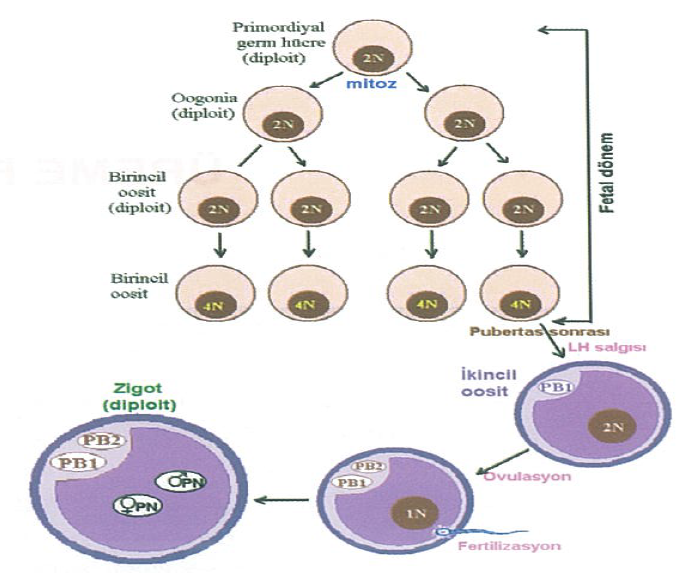 Primordiyal
germ hücre
(diploit)
2N
mitoz
Oogonia
(diploit)
2N
2N
Birincil
oosit
(diploit)
2N
2N
2N
2N
Fetal dönem
Birincil
oosit
4N
4N
4N
4N
Pubertas sonrası
LH salgısı
İkincil
oosit
PB1
2N
Ovulasyon
Zigot
(diploit)
PB2
PB1
♂PN
♀PN
PB2
PB1
1N
Fertilizasyon
ÜREME